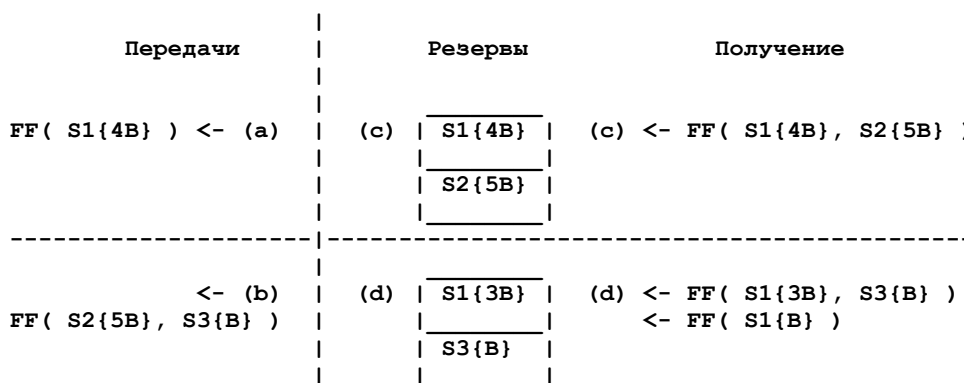 Передачи | Резервы Получение
FF( S1{4B} ) <- (a) | (c) | S1{4B} | (c) <- FF( S1{4B}, S2{5B} )
| S2{5B} |
<- (b) | (d) | S1{3B} | (d) <- FF( S1{3B}, S3{B} )
FF( S2{5B}, S3{B} ) | <- FF( S1{B} )
| S3{B} |